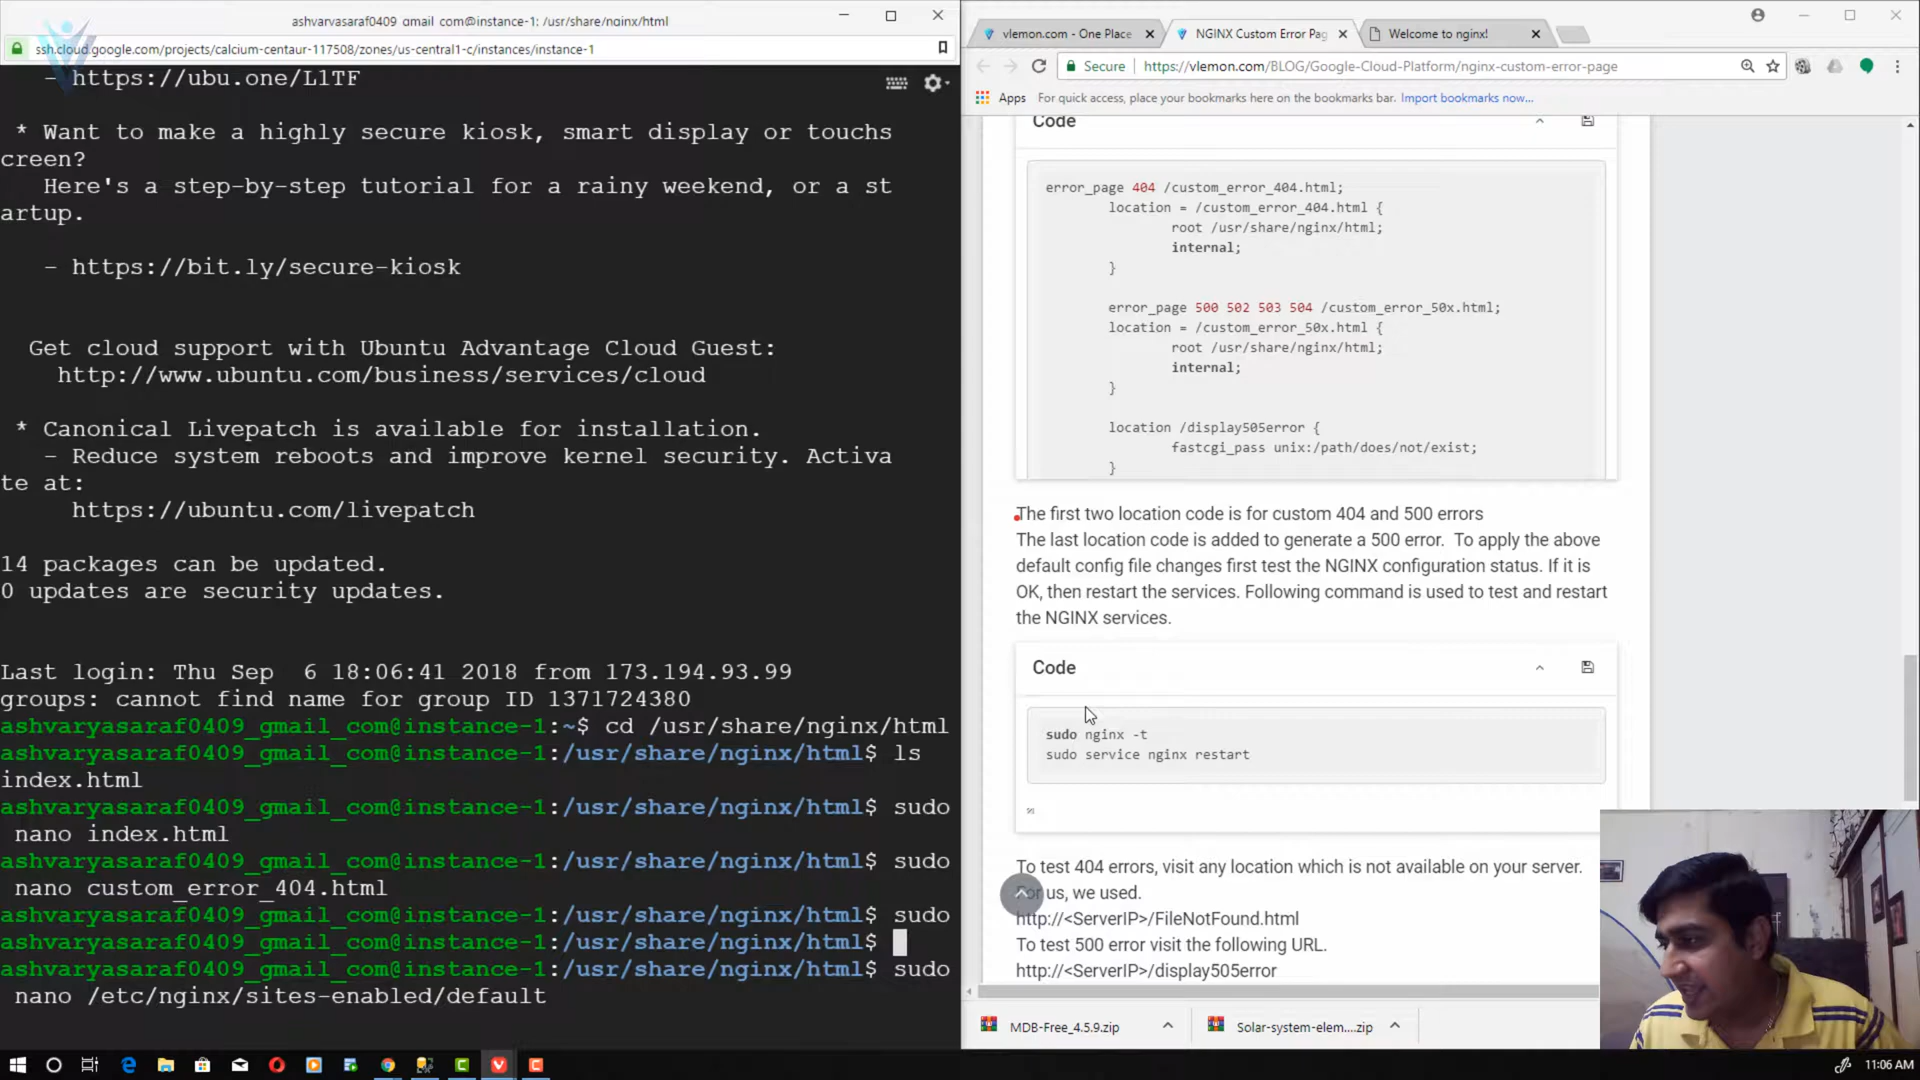 ashvaryasaraf0409_gmail_com@instance-1: /usr/share/nginx/html
ssh.cloud.google.com/projects/calcium-centaur-117508/zones/us-central1-c/instances/instance-1
- https://ubu.one/L1TF
* Want to make a highly secure kiosk, smart display or touchs
creen?
Here's a step-by-step tutorial for a rainy weekend, or a st
artup.
- https://bit.ly/secure-kiosk
Get cloud support with Ubuntu Advantage Cloud Guest:
http://www.ubuntu.com/business/services/cloud
* Canonical Livepatch is available for installation.
- Reduce system reboots and improve kernel security. Activa
te at:
https://ubuntu.com/livepatch
14 packages can be updated.
0 updates are security updates.
Last login: Thu Sep  6 18:06:41 2018 from 173.194.93.99
groups: cannot find name for group ID 1371724380
ashvaryasaraf0409_gmail_com@instance-1:~$ cd /usr/share/nginx/html
ashvaryasaraf0409_gmail_com@instance-1:/usr/share/nginx/html$ ls
index.html
ashvaryasaraf0409_gmail_com@instance-1:/usr/share/nginx/html$ sudo
nano index.html
ashvaryasaraf0409_gmail_com@instance-1:/usr/share/nginx/html$ sudo
nano custom_error_404.html
ashvaryasaraf0409_gmail_com@instance-1:/usr/share/nginx/html$ sudo
ashvaryasaraf0409_gmail_com@instance-1:/usr/share/nginx/html$
ashvaryasaraf0409_gmail_com@instance-1:/usr/share/nginx/html$ sudo
nano /etc/nginx/sites-enabled/default
vlemon.com - One Place
NGINX Custom Error Pag
Welcome to nginx!
Secure https://vlemon.com/BLOG/Google-Cloud-Platform/nginx-custom-error-page
Apps For quick access, place your bookmarks here on the bookmarks bar. Import bookmarks now...
Code
error_page 404 /custom_error_404.html;
location = /custom_error_404.html {
root /usr/share/nginx/html;
internal;
}
error_page 500 502 503 504 /custom_error_50x.html;
location = /custom_error_50x.html {
root /usr/share/nginx/html;
internal;
}
location /display505error {
fastcgi_pass unix:/path/does/not/exist;
}
The first two location code is for custom 404 and 500 errors
The last location code is added to generate a 500 error. To apply the above
default config file changes first test the NGINX configuration status. If it is
OK, then restart the services. Following command is used to test and restart
the NGINX services.
Code
sudo nginx -t
sudo service nginx restart
To test 404 errors, visit any location which is not available on your server.
For us, we used.
http://<ServerIP>/FileNotFound.html
To test 500 error visit the following URL.
http://<ServerIP>/display505error
MDB-Free_4.5.9.zip
Solar-system-elem....zip
11:06 AM